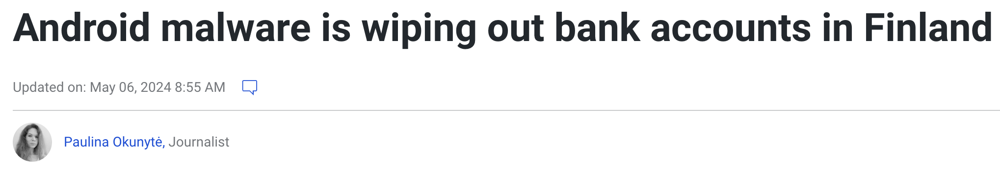 Android malware is wiping out bank accounts in Finland
Updated on: May 06, 2024 8:55 AM
Paulina Okunytė, Journalist